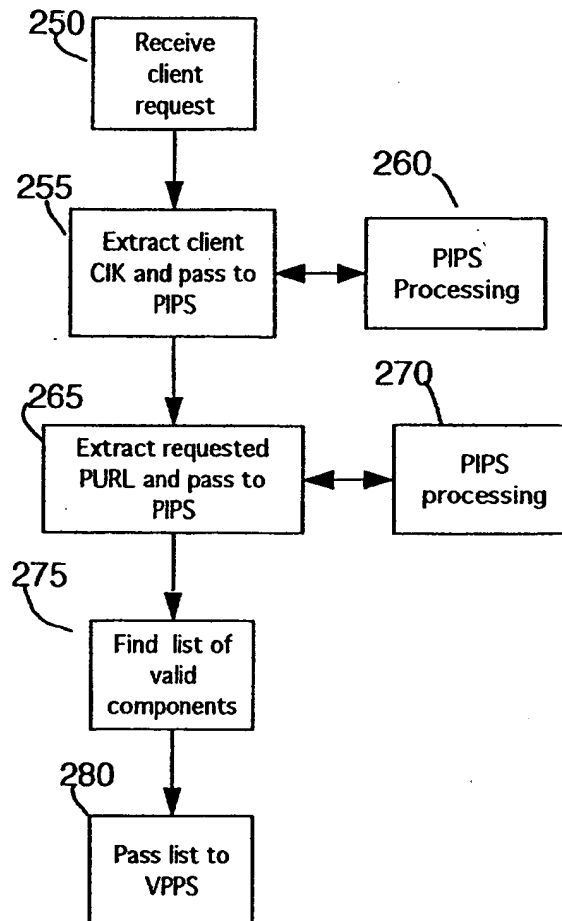 250
Receive
client
request
255
Extract client
CIK and pass to
PIPS
260
PIPS
Processing
265
Extract requested
PURL and pass to
PIPS
270
PIPS
processing
275
Find list of
valid
components
280
Pass list to
VPPS